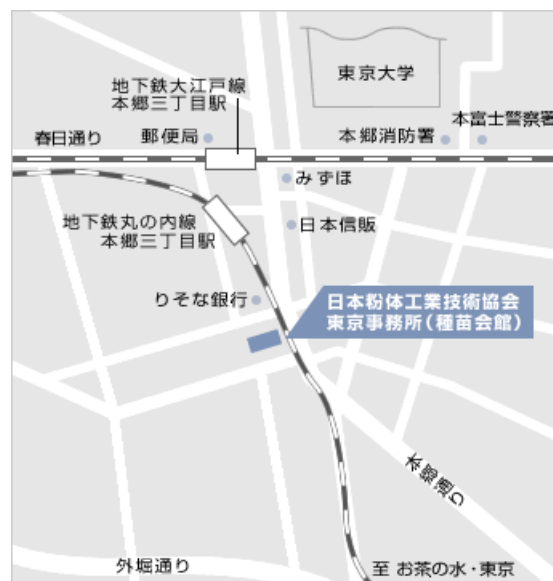 東京大学
地下鉄大江戸線
本郷三丁目駅
本富士警察署
春日通り
郵便局
本郷消防署
みずほ
地下鉄丸の内線
本郷三丁目駅
日本信販
りそな銀行
日本粉体工業技術協会
東京事務所(種苗会館)
本郷通り
外堀通り
至 お茶の水・東京